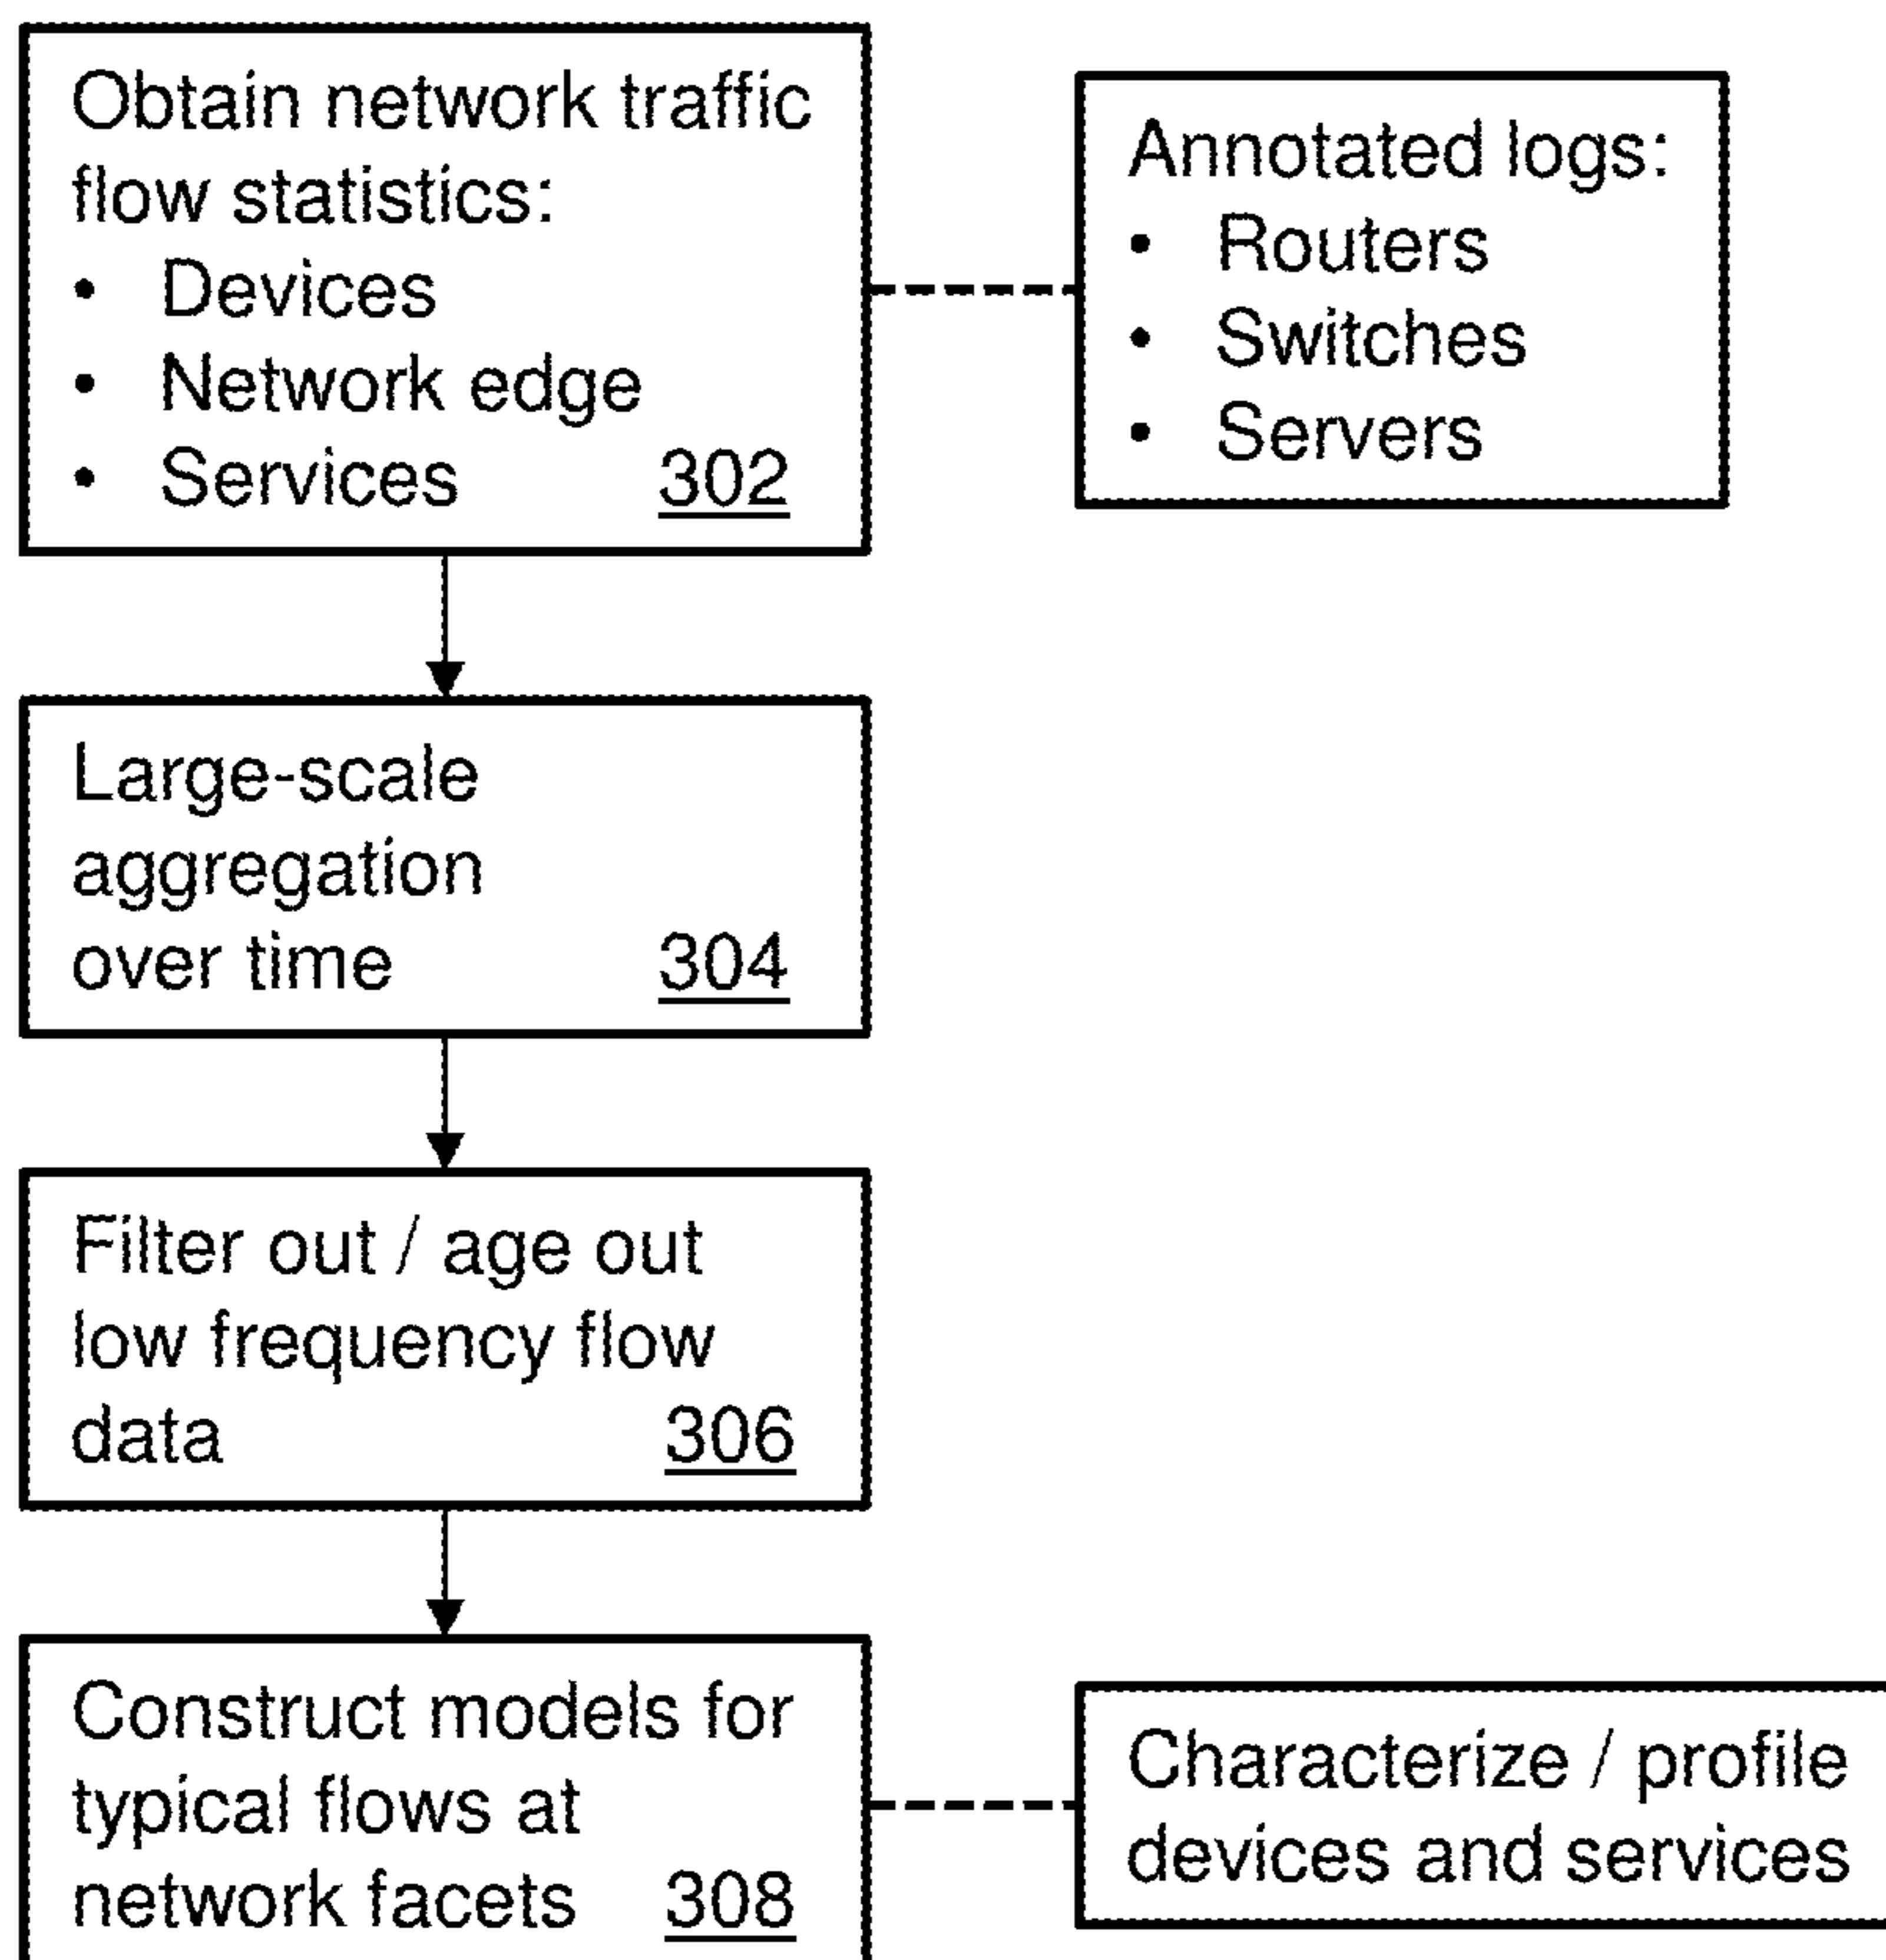 Obtain network traffic
flow statistics:
• Devices
• Network edge
• Services 302
Annotated logs:
• Routers
• Switches
• Servers
Large-scale
aggregation
over time 304
Filter out / age out
low frequency flow
data 306
Construct models for
typical flows at
network facets 308
Characterize / profile
devices and services